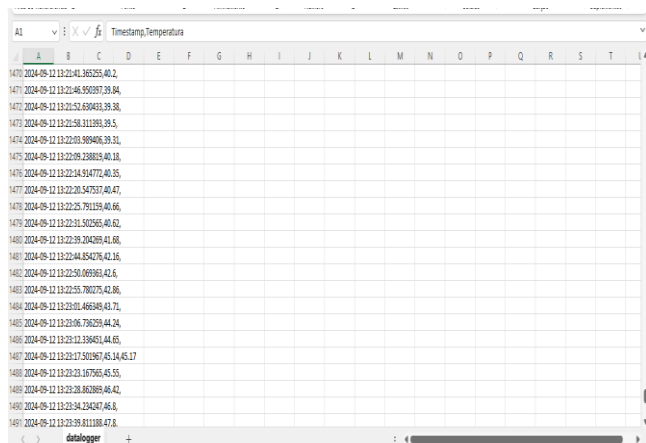 A1 fx Timestamp,Temperatura
A B C D E F G H I J K L M N O P Q R S T
1470 2024-09-12 13:21:41.365255,40.2,
1471 2024-09-12 13:21:46.950397,39.84,
1472 2024-09-12 13:21:52.630433,39.38,
1473 2024-09-12 13:21:58.311393,39.5,
1474 2024-09-12 13:22:03.989406,39.31,
1475 2024-09-12 13:22:09.238819,40.18,
1476 2024-09-12 13:22:14.914772,40.35,
1477 2024-09-12 13:22:20.547537,40.47,
1478 2024-09-12 13:22:25.791159,40.66,
1479 2024-09-12 13:22:31.502565,40.62,
1480 2024-09-12 13:22:39.204269,41.68,
1481 2024-09-12 13:22:44.854276,42.16,
1482 2024-09-12 13:22:50.069363,42.6,
1483 2024-09-12 13:22:55.780275,42.86,
1484 2024-09-12 13:23:01.466349,43.71,
1485 2024-09-12 13:23:06.736259,44.24,
1486 2024-09-12 13:23:12.336451,44.65,
1487 2024-09-12 13:23:17.501967,45.14,45.17
1488 2024-09-12 13:23:23.167565,45.55,
1489 2024-09-12 13:23:28.862869,46.42,
1490 2024-09-12 13:23:34.234247,46.8,
1491 2024-09-12 13:23:39.811188,47.8,
datalogger